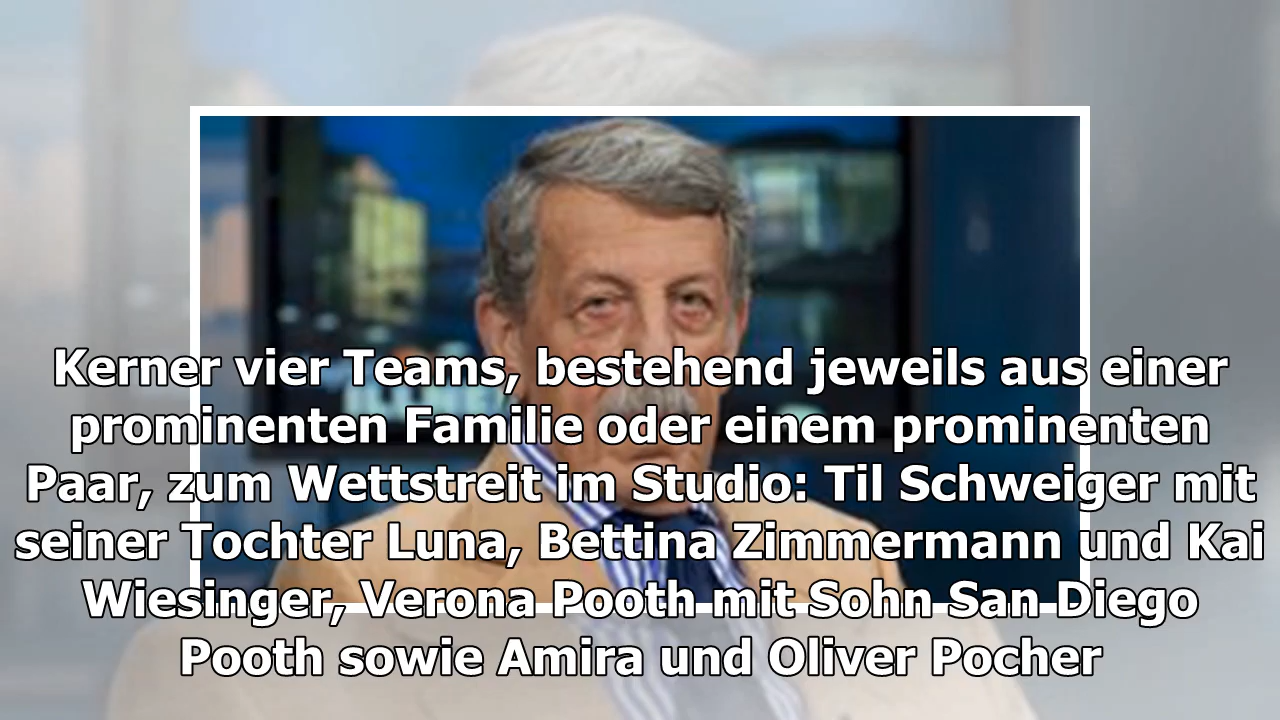 Kerner vier Teams, bestehend jeweils aus einer
prominenten Familie oder einem prominenten
Paar, zum Wettstreit im Studio: Til Schweiger mit
seiner Tochter Luna, Bettina Zimmermann und Kai
Wiesinger, Verona Pooth mit Sohn San Diego
Pooth sowie Amira und Oliver Pocher